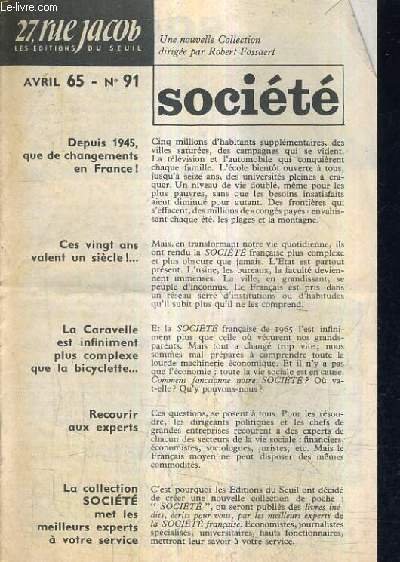 Livre-rare-book.com
27, rue jacob
LES ÉDITIONS DU SEUIL
Une nouvelle Collection
dirigée par Robert Fossaert
AVRIL 65 - N° 91
société
Depuis 1945,
que de changements
en France !
Cinq millions d'habitants supplémentaires, des
villes saturées, des campagnes qui se vident.
La télévision et l'automobile qui conquièrent
chaque famille. L'école bientôt ouverte à tous,
jusqu'à seize ans, des universités pleines à cra-
quer. Un niveau de vie doublé, même pour les
plus pauvres, sans que les besoins insatisfaits
aient diminué pour autant. Des frontières qui
s'effacent, des millions de congés payés envahis-
sant chaque été, les plages et la montagne.
Ces vingt ans
valent un siècle !...
Mais, en transformant notre vie quotidienne, ils
ont rendu la SOCIÉTÉ française plus complexe
et plus obscure que jamais. L'État est partout
présent. L'usine, les bureaux, la faculté devien-
nent immenses. La ville, en grandissant, se
peuple d'inconnus. Le Français est pris dans
un réseau serré d'institutions ou d'habitudes
qu'il subit plus qu'il ne les comprend.
La Caravelle
est infiniment
plus complexe
que la bicyclette...
Et la SOCIÉTÉ française de 1965 l'est infini-
ment plus que celle où vécurent nos grands-
parents. Mais tout a changé trop vite; nous
sommes mal préparés à comprendre toute le
lourde machinerie économique. Et il n'y a pas
que l'économie; toute la vie sociale est en cause.
Comment fonctionne notre SOCIÉTÉ ? Où va-
t-elle ? Qu'y pouvons-nous ?
Recourir
aux experts
Ces questions, se posent à tous. Pour les résou-
dre, les dirigeants politiques et les chefs de
grandes entreprises recourent à des experts de
chacun des secteurs de la vie sociale : financiers,
économistes, sociologues, juristes, etc. Mais le
Français moyen ne peut disposer des mêmes
commodités.
La collection
SOCIÉTÉ
met les
meilleurs experts
à votre service
C'est pourquoi les Éditions du Seuil ont décidé
de créer une nouvelle collection de poche :
" SOCIÉTÉ ", où seront publiés des livres iné-
dits, écrits pour vous, par les meilleurs experts de
la SOCIÉTÉ française. Économistes, journalistes
spécialisés, universitaires, hauts fonctionnaires,
mettront leur savoir à votre service.